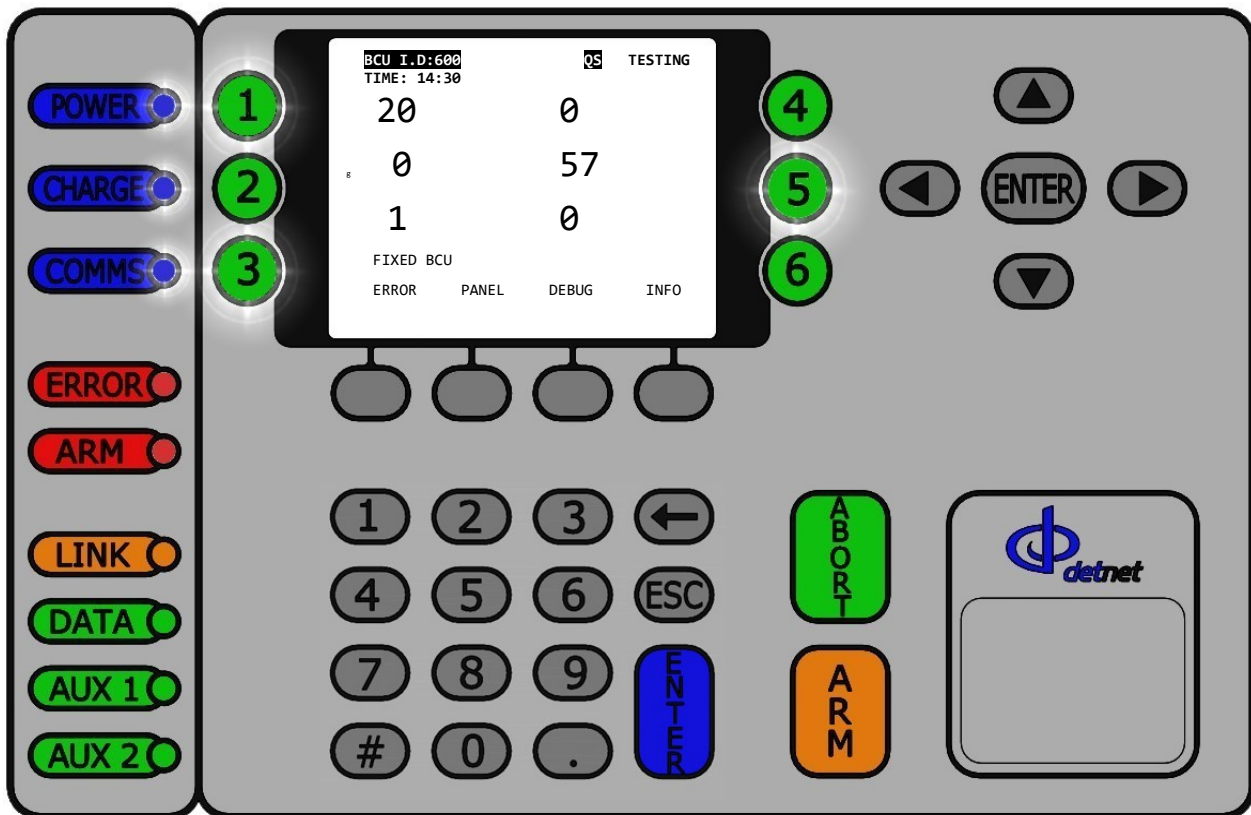 BCU I.D:600 QS TESTING
TIME: 14:30
POWER 1 20 0 4
CHARGE 2 g 0 57 5 ENTER
COMMS 3 1 0 6
FIXED BCU
ERROR PANEL DEBUG INFO
ERROR
ARM
LINK
DATA
AUX 1
AUX 2
1 2 3
4 5 6 ESC
7 8 9 ENTER
# 0 .
ABORT
ARM
detnet